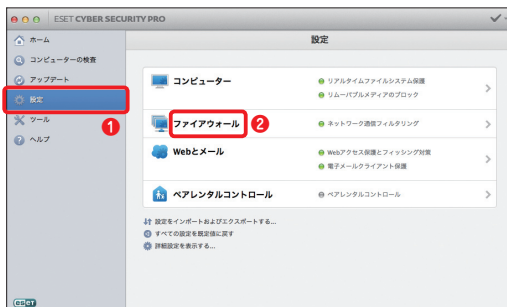 ESET CYBER SECURITY PRO
ホーム
設定
コンピューターの検査
アップデート
設定
ツール
ヘルプ
1
コンピューター
リアルタイムファイルシステム保護
リムーバブルメディアのブロック
ファイアウォール
2
ネットワーク通信フィルタリング
Webとメール
Webアクセス保護とフィッシング対策
電子メールクライアント保護
ペアレンタルコントロール
ペアレンタルコントロール
設定をインポートおよびエクスポートする...
すべての設定を既定値に戻す
詳細設定を表示する...
eset